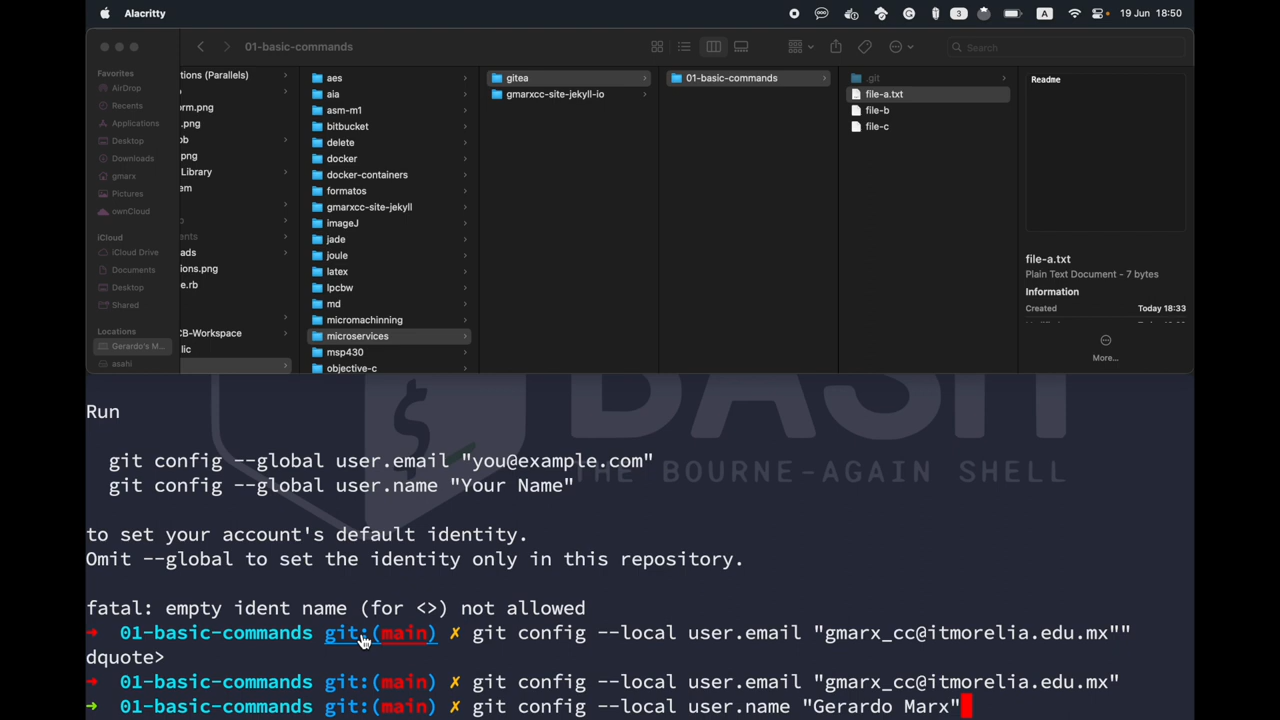 Alacritty
3
A
19 Jun 18:50
01-basic-commands
Search
Favorites
AirDrop
Recents
Applications
Desktop
Downloads
gmarx
Pictures
ownCloud
iCloud
iCloud Drive
Documents
Desktop
Shared
Locations
Gerardo's M...
asahi
tions (Parallels)
rm.png
.png
ob
png
Library
em
ents
ads
ions.png
e.rb
CB-Workspace
lic
aes
aia
asm-m1
bitbucket
delete
docker
docker-containers
formatos
gmarxcc-site-jekyll
imageJ
jade
joule
latex
lpcbw
md
micromachinning
microservices
msp430
objective-c
gitea
gmarxcc-site-jekyll-io
01-basic-commands
.git
file-a.txt
file-b
file-c
Readme
file-a.txt
Plain Text Document - 7 bytes
Information
Created Today 18:33
More...
BASH
THE BOURNE-AGAIN SHELL
Run
git config --global user.email "you@example.com"
git config --global user.name "Your Name"
to set your account's default identity.
Omit --global to set the identity only in this repository.
fatal: empty ident name (for <>) not allowed
➜ 01-basic-commands git:(main) ✗ git config --local user.email "gmarx_cc@itmorelia.edu.mx""
dquote>
➜ 01-basic-commands git:(main) ✗ git config --local user.email "gmarx_cc@itmorelia.edu.mx"
➜ 01-basic-commands git:(main) ✗ git config --local user.name "Gerardo Marx"